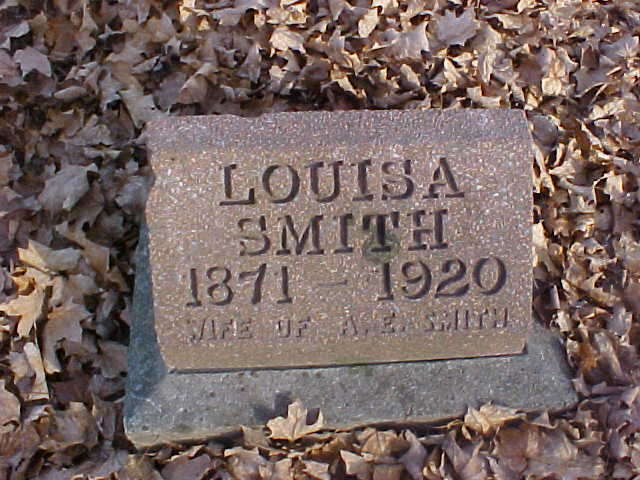 LOUISA
SMITH
1871 - 1920
WIFE OF A. E. SMITH